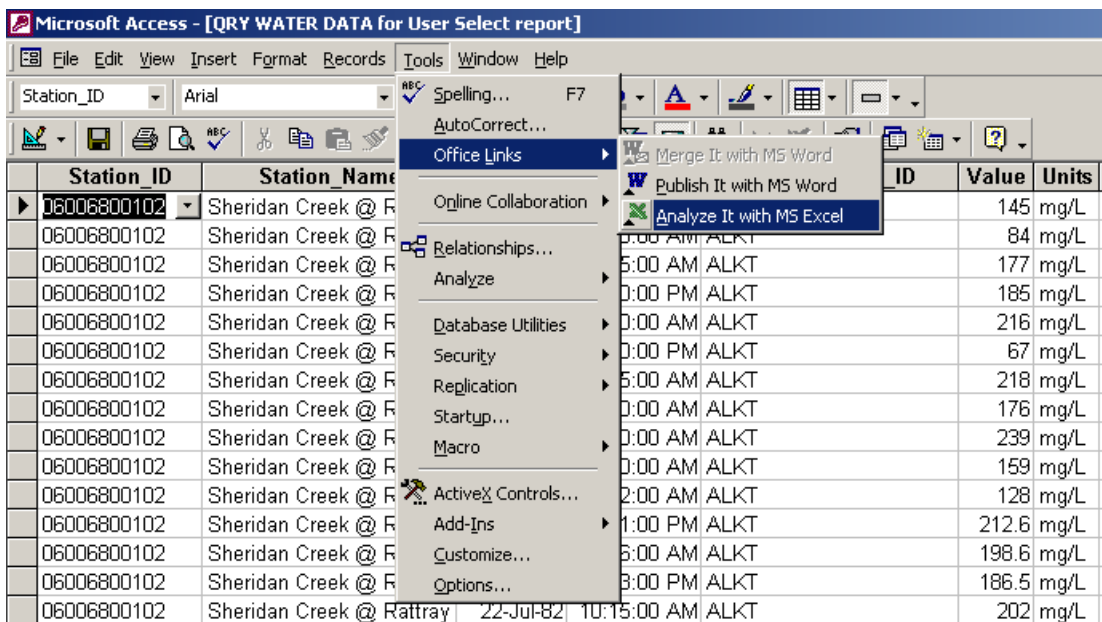 Microsoft Access - [QRY WATER DATA for User Select report]
File Edit View Insert Format Records Tools Window Help
Station_ID Arial
Spelling... F7
AutoCorrect...
Office Links
Merge It with MS Word
Publish It with MS Word
Analyze It with MS Excel
Online Collaboration
Relationships...
Analyze
Database Utilities
Security
Replication
Startup...
Macro
ActiveX Controls...
Add-Ins
Customize...
Options...
Station_ID Station_Name _ID Value Units
06006800102 Sheridan Creek @ R 145 mg/L
06006800102 Sheridan Creek @ R 0:00 AM ALKT 84 mg/L
06006800102 Sheridan Creek @ R 5:00 AM ALKT 177 mg/L
06006800102 Sheridan Creek @ R 0:00 PM ALKT 185 mg/L
06006800102 Sheridan Creek @ R 0:00 AM ALKT 216 mg/L
06006800102 Sheridan Creek @ R 0:00 PM ALKT 67 mg/L
06006800102 Sheridan Creek @ R 5:00 AM ALKT 218 mg/L
06006800102 Sheridan Creek @ R 0:00 AM ALKT 176 mg/L
06006800102 Sheridan Creek @ R 0:00 AM ALKT 239 mg/L
06006800102 Sheridan Creek @ R 0:00 AM ALKT 159 mg/L
06006800102 Sheridan Creek @ R 2:00 AM ALKT 128 mg/L
06006800102 Sheridan Creek @ R 1:00 PM ALKT 212.6 mg/L
06006800102 Sheridan Creek @ R 6:00 AM ALKT 198.6 mg/L
06006800102 Sheridan Creek @ R 3:00 PM ALKT 186.5 mg/L
06006800102 Sheridan Creek @ Rattray 22-Jul-82 10:15:00 AM ALKT 202 mg/L